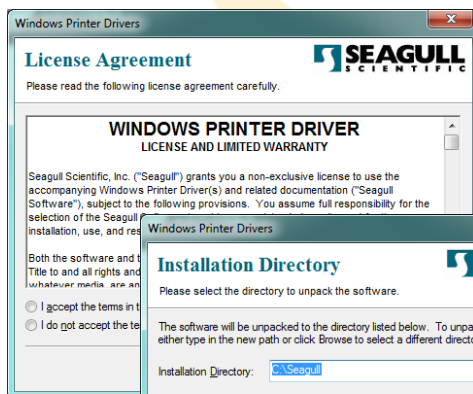 Windows Printer Drivers
License Agreement
SEAGULL
SCIENTIFIC
Please read the following license agreement carefully.
WINDOWS PRINTER DRIVER
LICENSE AND LIMITED WARRANTY
Seagull Scientific, Inc. ("Seagull") grants you a non-exclusive license to use the
accompanying Windows Printer Driver(s) and related documentation ("Seagull
Software"), subject to the following provisions. You assume full responsibility for the
selection of the Seagull
installation, use, and
Both the software and
Title to and all rights and
whatever media, are an
I accept the terms in
I do not accept the
Windows Printer Drivers
Installation Directory
Please select the directory to unpack the software.
The software will be unpacked to the directory listed below. To
either type in the new path or click Browse to select a different
Installation Directory:
C:\Seagull